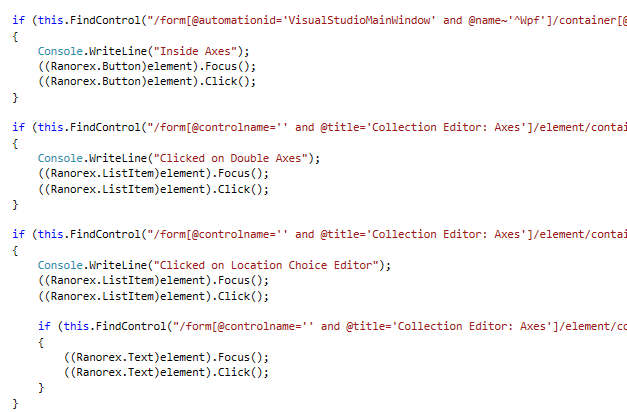 if (this.FindControl("/form[@automationid='VisualStudioMainWindow' and @name~'^Wpf']/container[@
{
Console.WriteLine("Inside Axes");
((Ranorex.Button)element).Focus();
((Ranorex.Button)element).Click();
}
if (this.FindControl("/form[@controlname='' and @title='Collection Editor: Axes']/element/contai
{
Console.WriteLine("Clicked on Double Axes");
((Ranorex.ListItem)element).Focus();
((Ranorex.ListItem)element).Click();
}
if (this.FindControl("/form[@controlname='' and @title='Collection Editor: Axes']/element/contai
{
Console.WriteLine("Clicked on Location Choice Editor");
((Ranorex.ListItem)element).Focus();
((Ranorex.ListItem)element).Click();
if (this.FindControl("/form[@controlname='' and @title='Collection Editor: Axes']/element/co
{
((Ranorex.Text)element).Focus();
((Ranorex.Text)element).Click();
}
}